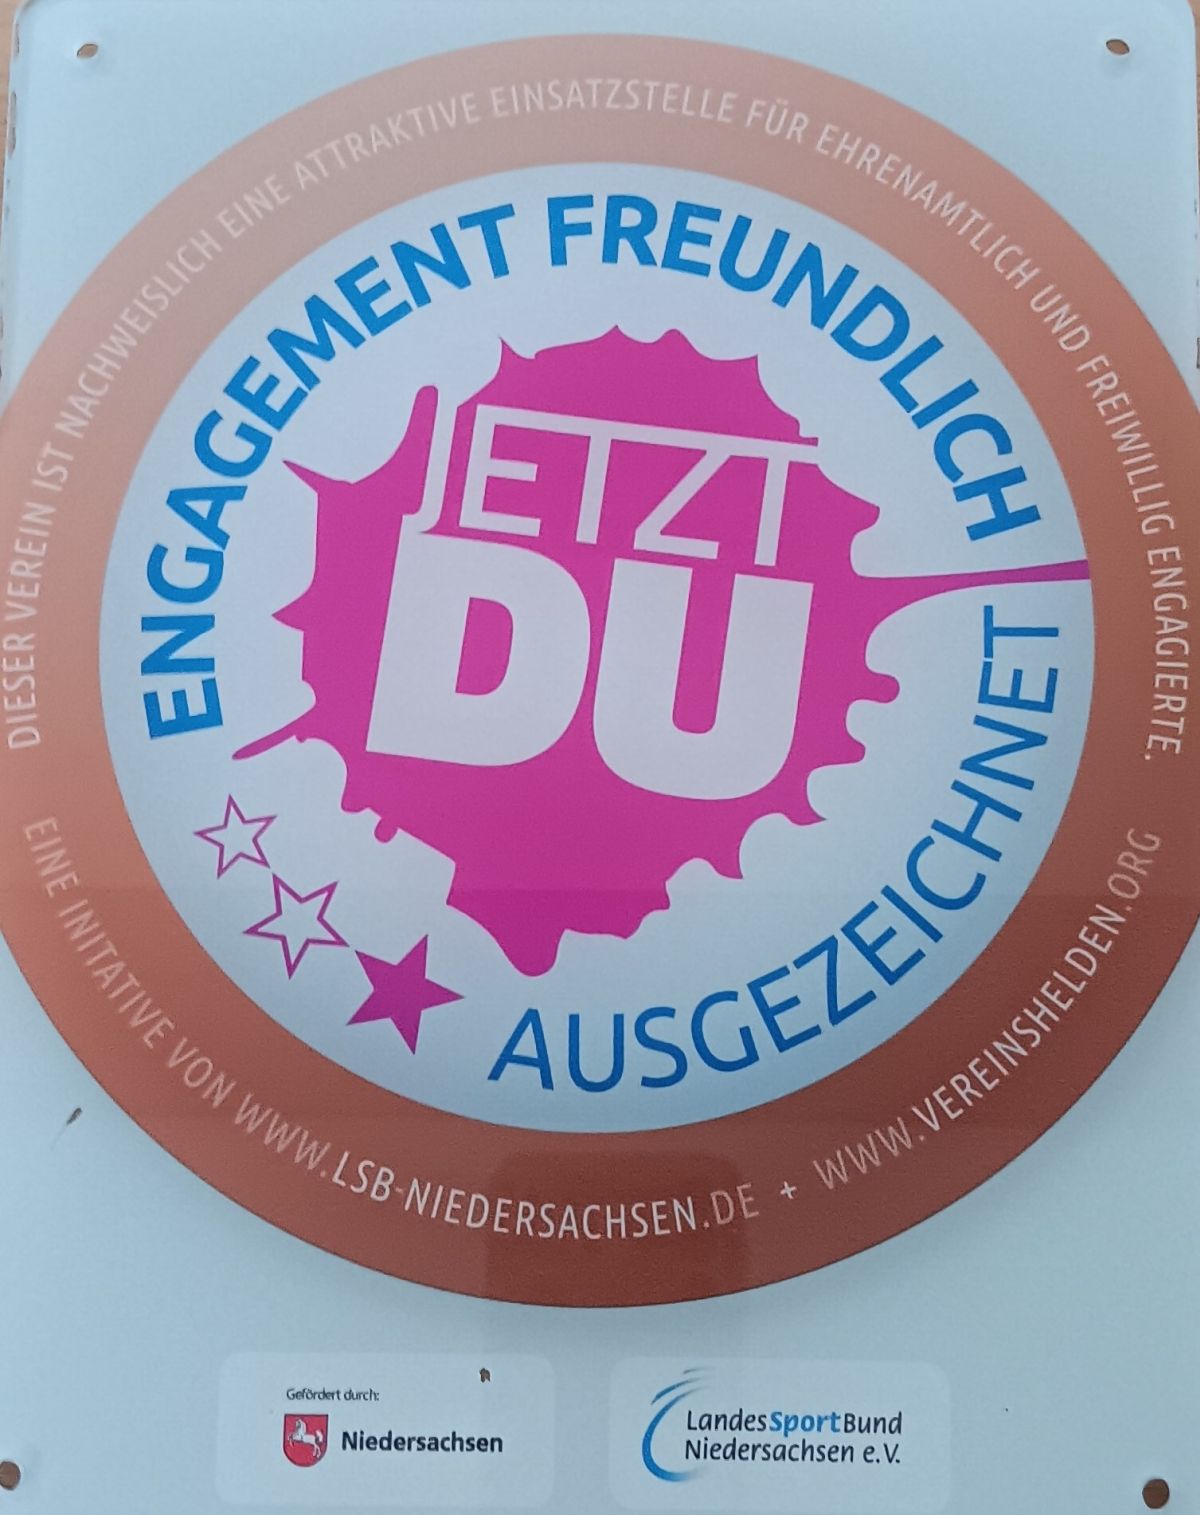 DIESER VEREIN IST NACHWEISLICH EINE ATTRAKTIVE EINSATZSTELLE FÜR EHRENAMTLICH UND FREIWILLIG ENGAGIERTE.
ENGAGEMENT FREUNDLICH
JETZT
DU
AUSGEZEICHNET
EINE INITATIVE VON WWW.LSB-NIEDERSACHSEN.DE + WWW.VEREINSHELDEN.ORG
Gefördert durch:
Niedersachsen
LandesSportBund
Niedersachsen e.V.